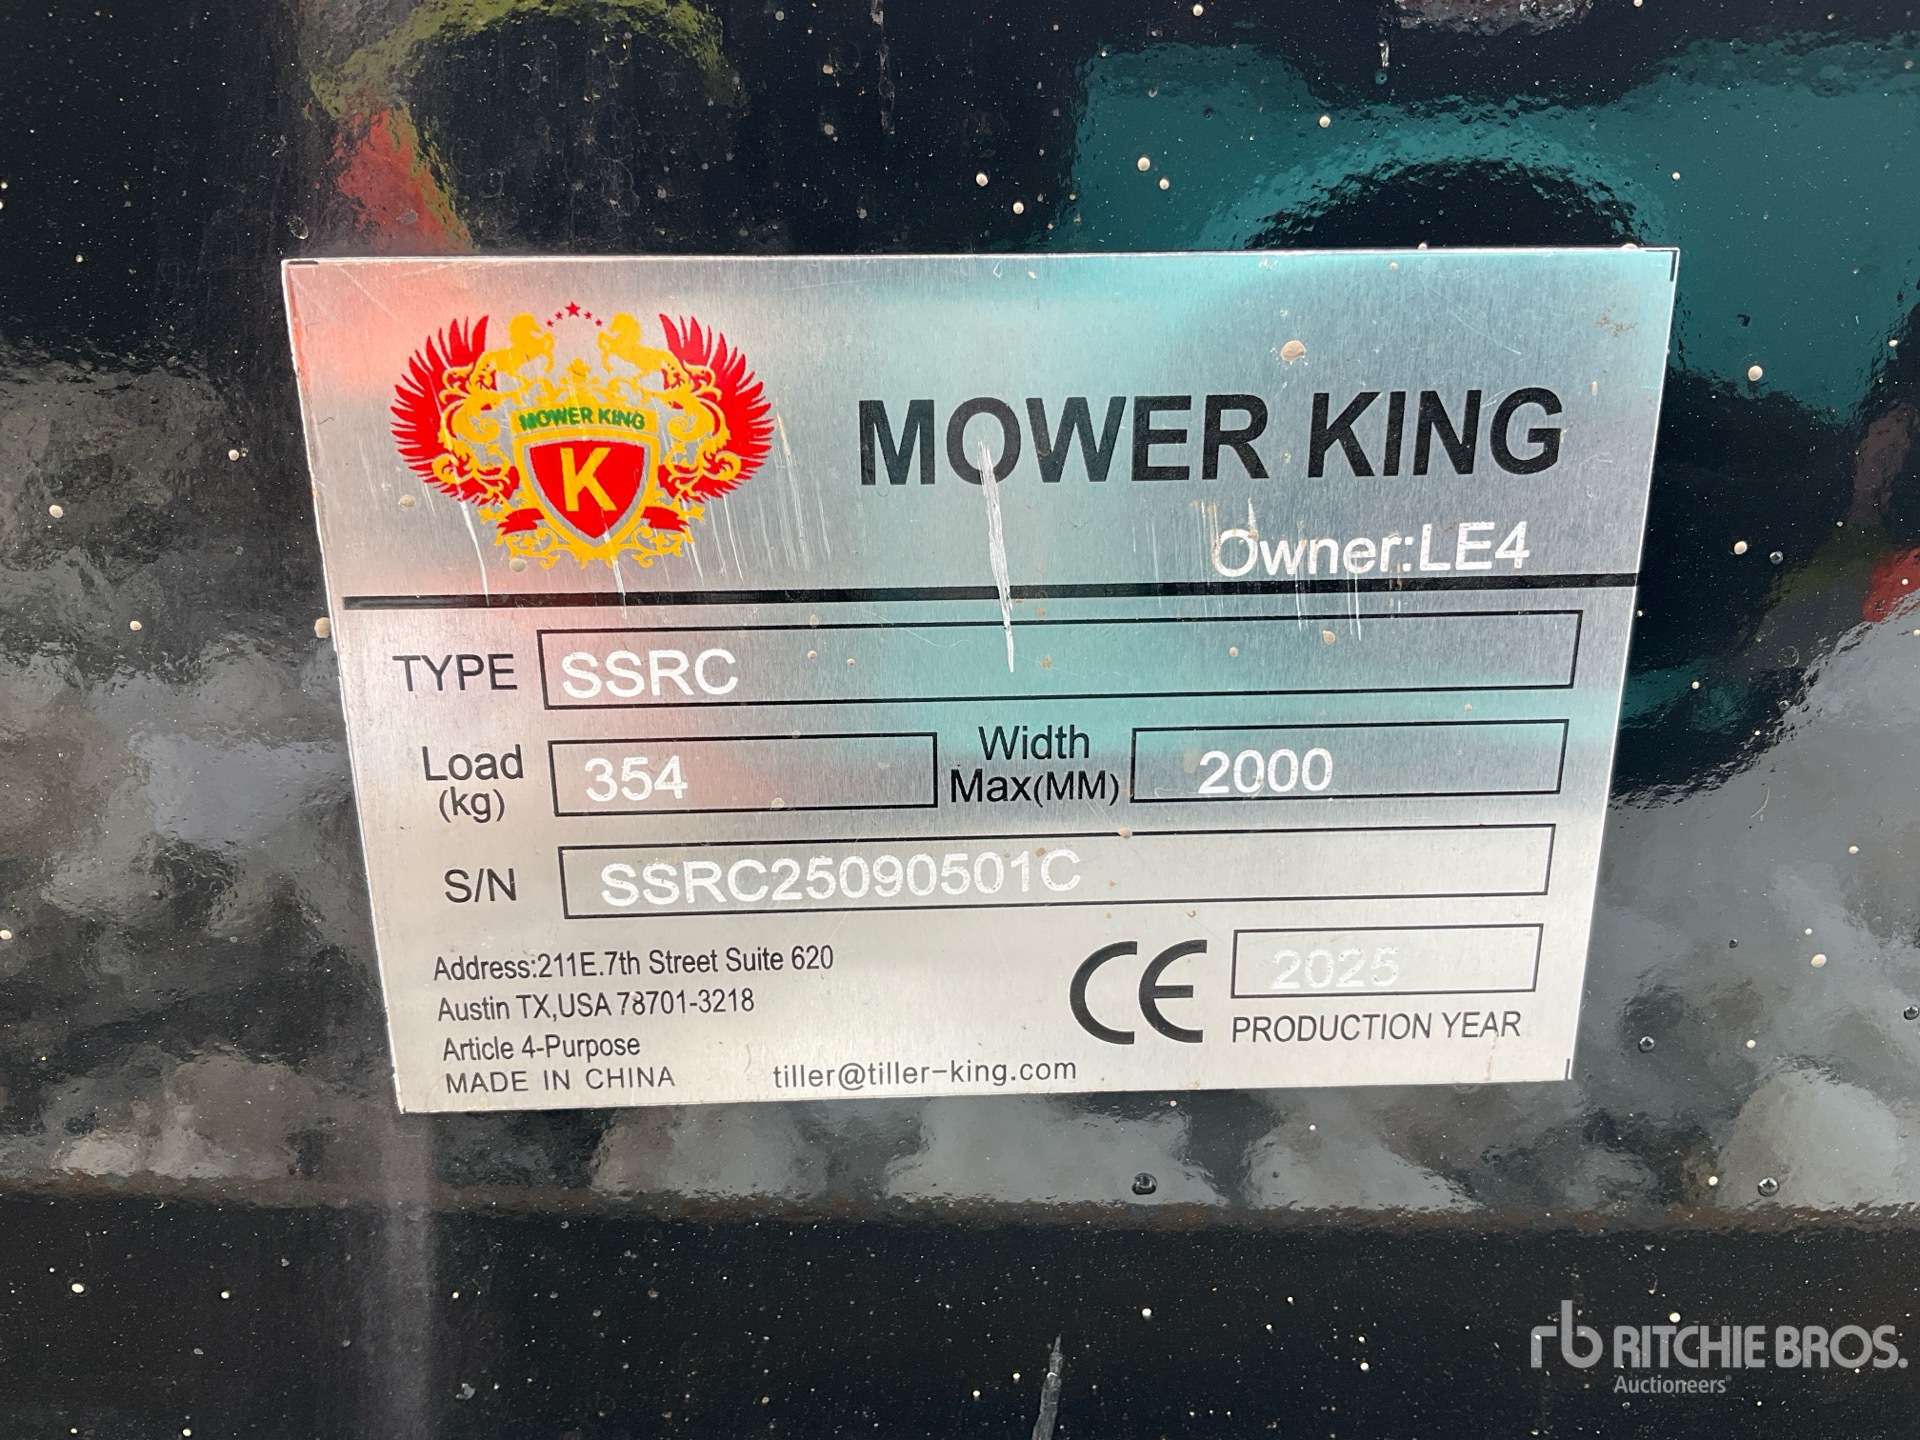 MOWER KING
K
MOWER KING
Owner:LE4
TYPE SSRC
Load (kg) 354 Width Max(MM) 2000
S/N SSRC25090501C
Address:211E.7th Street Suite 620
Austin TX,USA 78701-3218
Article 4-Purpose
MADE IN CHINA
tiller@tiller-king.com
CE
2025
PRODUCTION YEAR
rb RITCHIE BROS.
Auctioneers